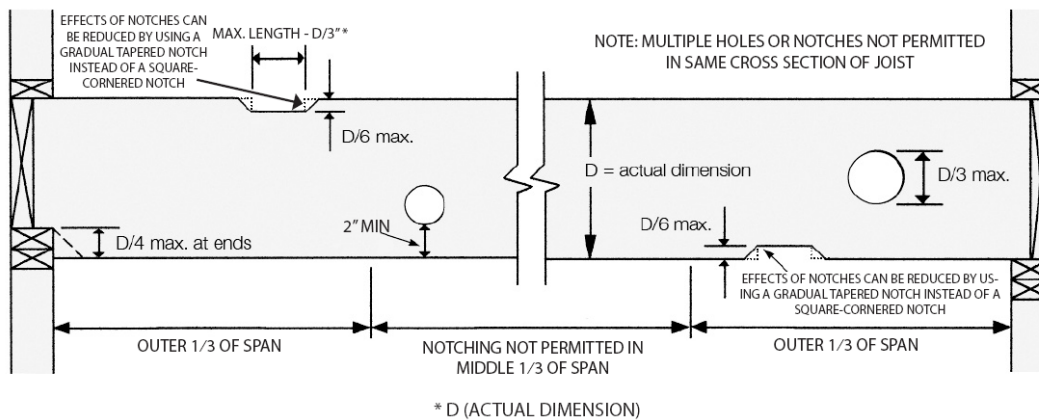 EFFECTS OF NOTCHES CAN
BE REDUCED BY USING A
GRADUAL TAPERED NOTCH
INSTEAD OF A SQUARE-
CORNERED NOTCH
MAX. LENGTH - D/3"*
NOTE: MULTIPLE HOLES OR NOTCHES NOT PERMITTED
IN SAME CROSS SECTION OF JOIST
D/6 max.
D = actual dimension
D/3 max.
2" MIN
D/6 max.
D/4 max. at ends
EFFECTS OF NOTCHES CAN BE REDUCED BY US-
ING A GRADUAL TAPERED NOTCH INSTEAD OF A
SQUARE-CORNERED NOTCH
OUTER 1/3 OF SPAN
NOTCHING NOT PERMITTED IN
MIDDLE 1/3 OF SPAN
OUTER 1/3 OF SPAN
* D (ACTUAL DIMENSION)